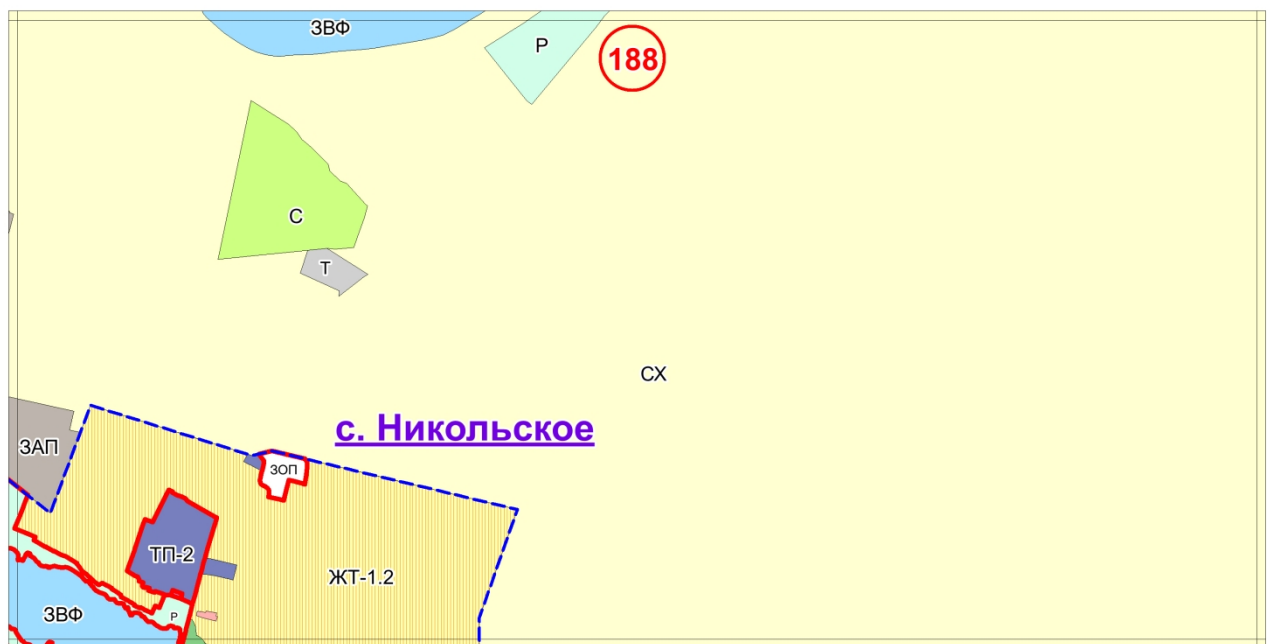 ЗВФ
Р
188
С
Т
СХ
с. Никольское
ЗАП
ЗОП
ТП-2
ЖТ-1.2
ЗВФ
Р